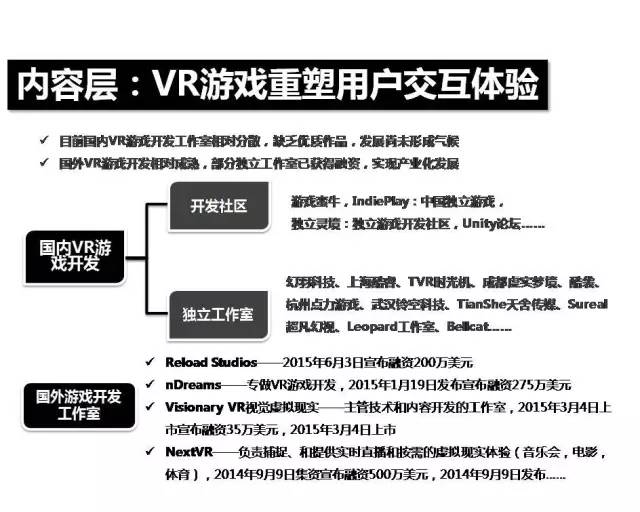 内容层：VR游戏重塑用户交互体验
✓ 目前国内VR游戏开发工作室相对分散，缺乏优质作品，发展尚未形成气候
✓ 国外VR游戏开发相对成熟，部分独立工作室已获得融资，实现产业化发展
国内VR游
戏开发
开发社区
游戏蛮牛，IndiePlay：中国独立游戏，
独立灵境：独立游戏开发社区，Unity论坛......
独立工作室
幻羽科技、上海酷睿、TVR时光机、成都虚实梦境、酷袋、
杭州点力游戏、武汉铃空科技、TianShe天舍传媒、Sureal
超凡幻视、Leopard工作室、Bellcat......
国外游戏开发
工作室
✓ Reload Studios——2015年6月3日宣布融资200万美元
✓ nDreams——专做VR游戏开发，2015年1月19日发布宣布融资275万美元
✓ Visionary VR视觉虚拟现实——主管技术和内容开发的工作室，2015年3月4日上
市宣布融资35万美元，2015年3月4日上市
✓ NextVR——负责捕捉、和提供实时直播和按需的虚拟现实体验（音乐会，电影，
体育），2014年9月9日集资宣布融资500万美元，2014年9月9日发布......